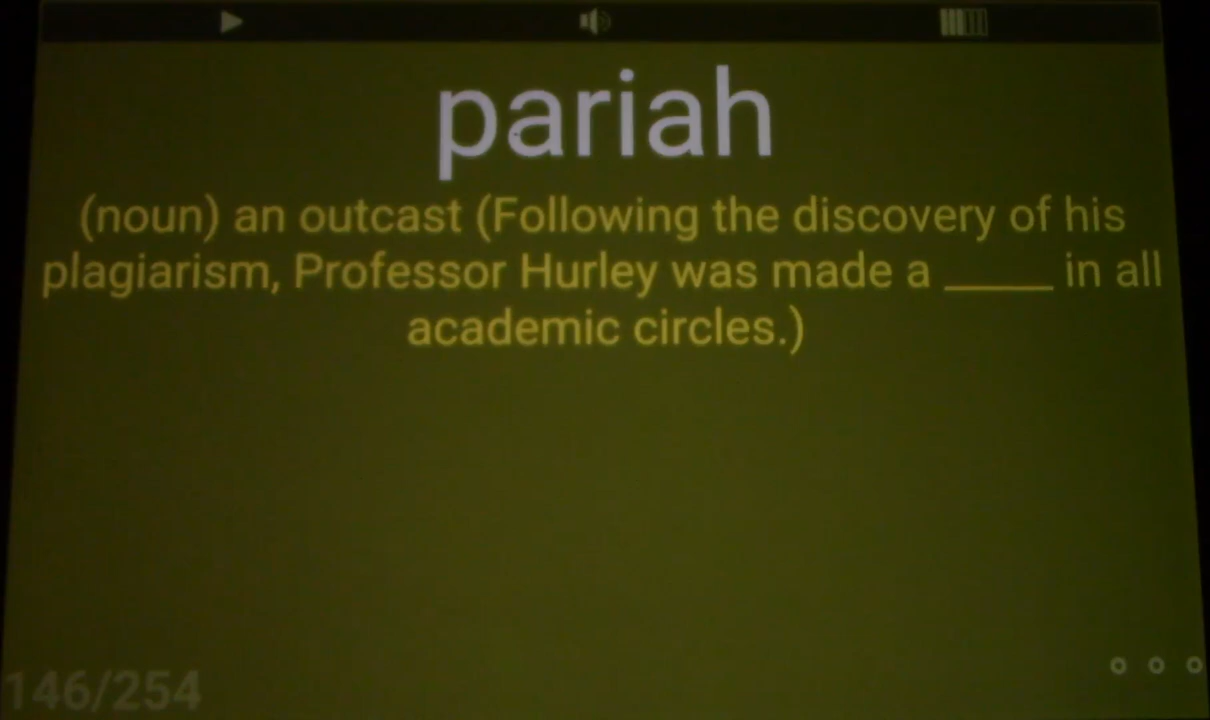 pariah
(noun) an outcast (Following the discovery of his
plagiarism, Professor Hurley was made a _____ in all
academic circles.)
146/254